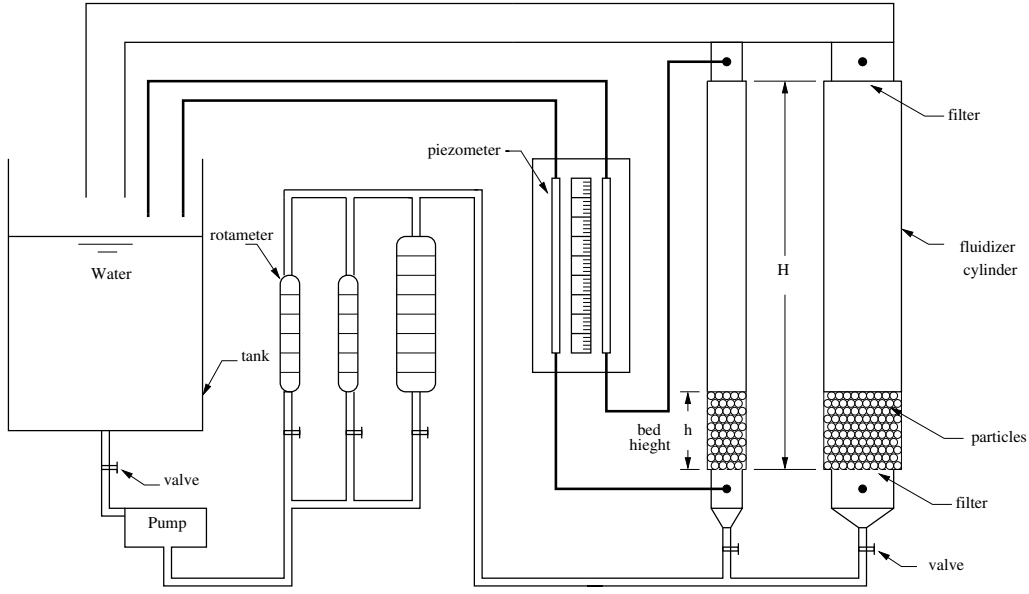 filter
piezometer
rotameter
fluidizer
cylinder
H
Water
tank
bed
hieght
h
particles
valve
filter
Pump
valve